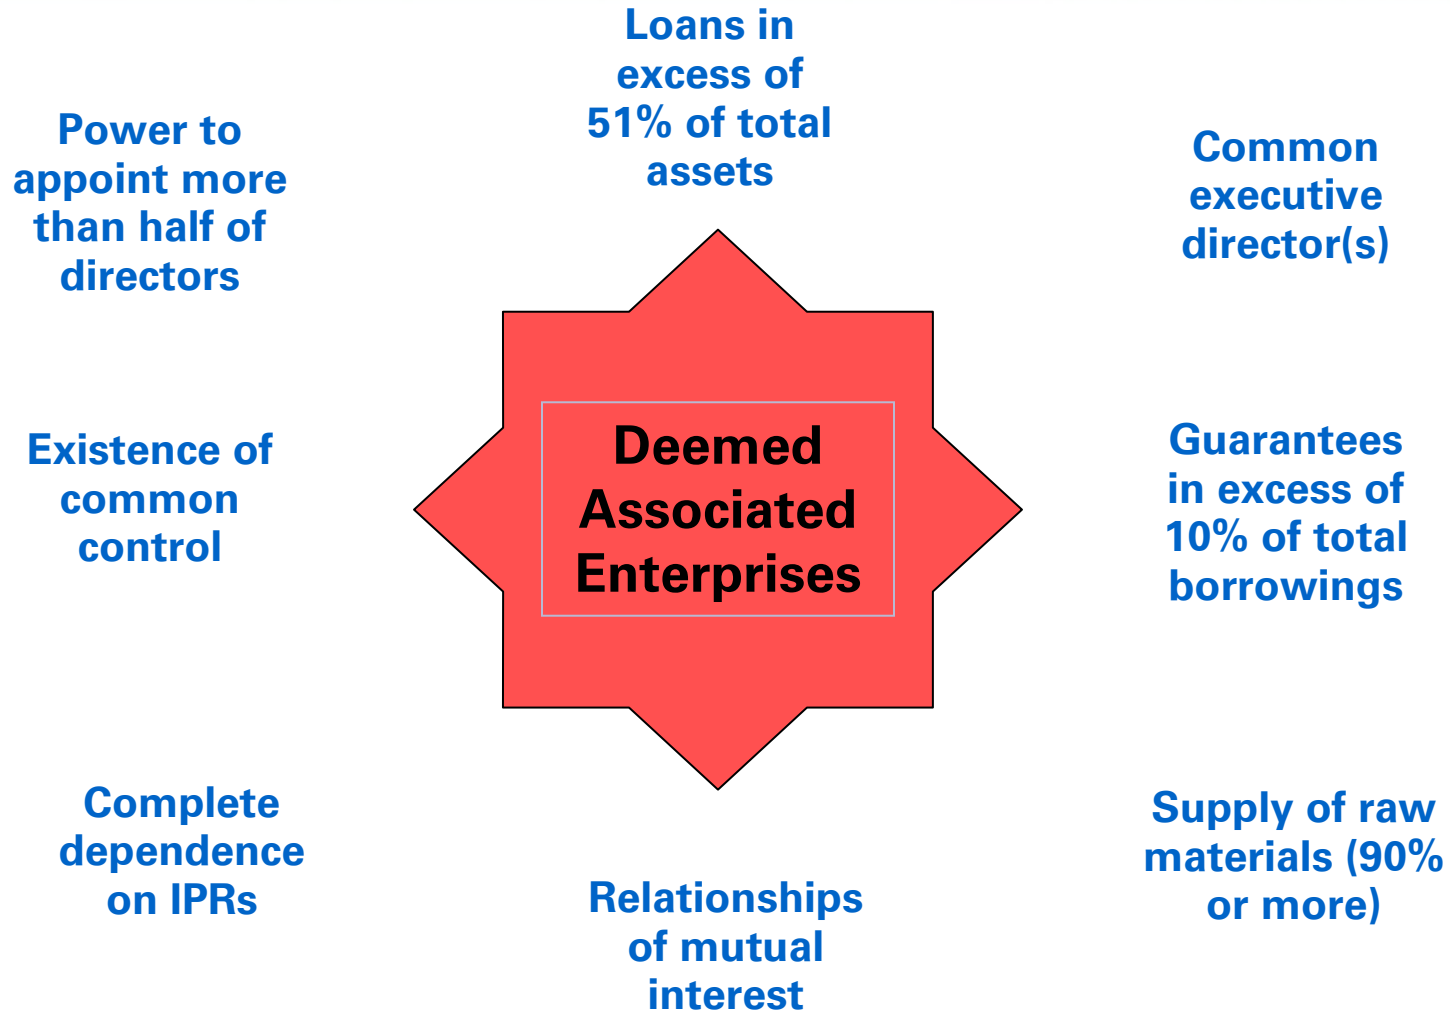 Loans in
excess of
51% of total
assets
Power to
appoint more
than half of
directors
Common
executive
director(s)
Existence of
common
control
Deemed
Associated
Enterprises
Guarantees
in excess of
10% of total
borrowings
Complete
dependence
on IPRs
Relationships
of mutual
interest
Supply of raw
materials (90%
or more)